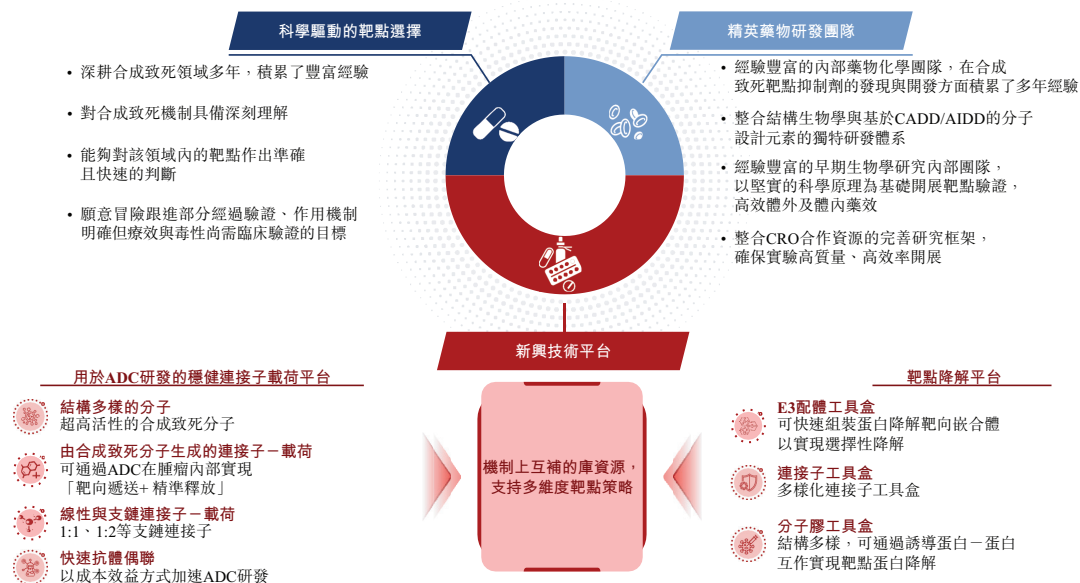 科學驅動的靶點選擇
• 深耕合成致死領域多年，積累了豐富經驗
• 對合成致死機制具備深刻理解
• 能夠對該領域內的靶點作出準確
且快速的判斷
• 願意冒險跟進部分經過驗證、作用機制
明確但療效與毒性尚需臨床驗證的目標
精英藥物研發團隊
• 經驗豐富的內部藥物化學團隊，在合成
致死靶點抑制劑的發現與開發方面積累了多年經驗
• 整合結構生物學與基於CADD/AIDD的分子
設計元素的獨特研發體系
• 經驗豐富的早期生物學研究內部團隊，
以堅實的科學原理為基礎開展靶點驗證，
高效體外及體內藥效
• 整合CRO合作資源的完善研究框架，
確保實驗高質量、高效率開展
新興技術平台
用於ADC研發的穩健連接子載荷平台
結構多樣的分子
超高活性的合成致死分子
由合成致死分子生成的連接子－載荷
可通過ADC在腫瘤內部實現
「靶向遞送+ 精準釋放」
線性與支鏈連接子－載荷
1:1、1:2等支鏈連接子
快速抗體偶聯
以成本效益方式加速ADC研發
機制上互補的庫資源，
支持多維度靶點策略
靶點降解平台
E3配體工具盒
可快速組裝蛋白降解靶向嵌合體
以實現選擇性降解
連接子工具盒
多樣化連接子工具盒
分子膠工具盒
結構多樣，可通過誘導蛋白－蛋白
互作實現靶點蛋白降解